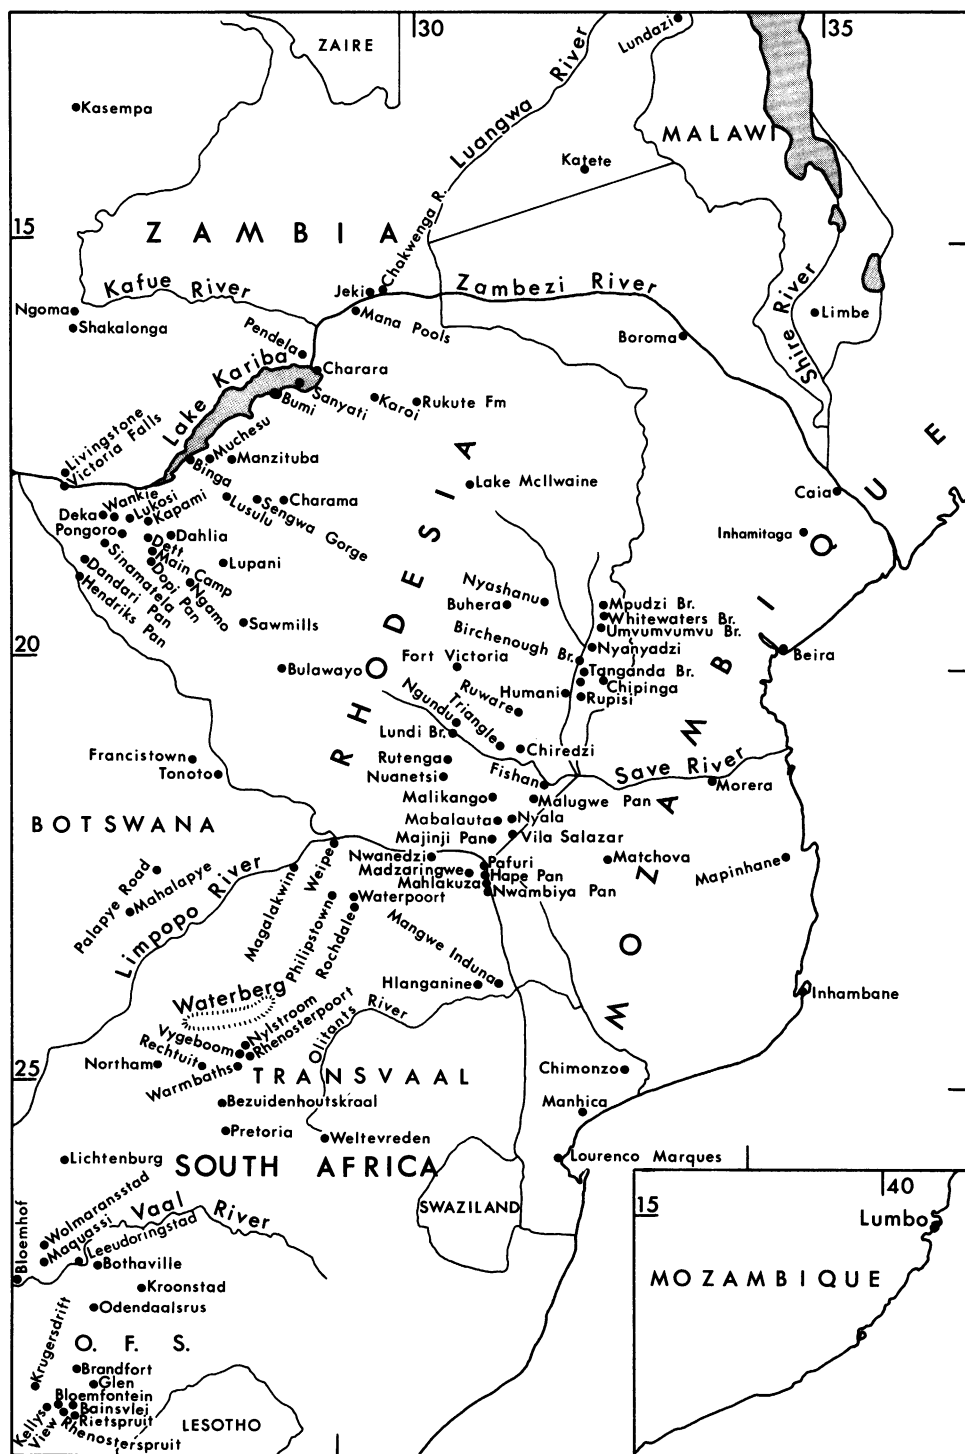 30
35
ZAIRE
Lundazi
Luangwa River
Kasempa
MALAWI
Katete
15
ZAMBIA
Chakwenga R.
Kafue River
Jeki
Zambezi River
Ngoma
Shakalonga
Mana Pools
Limbe
Shire River
Boroma
Pendela
Lake Kariba
Charara
Sanyati
Bumi
Karoi
Rukute Fm
Livingstone
Victoria Falls
Muchesu
Manzituba
Binga
Lake McIlwaine
Caia
Wankie
Lukosi
Kapami
Lusulu
Sengwa Gorge
Charama
Deka
Pongoro
Dahlia
Dett
Main Camp
Dopi Pan
Ngamo
Sinamatela
Dandari Pan
Hendriks Pan
Lupani
Inhamitaga
RHODESIA
MOZAMBIQUE
Nyashanu
Buhera
Mpudzi Br.
Whitewaters Br.
Umvumvumvu Br.
Sawmills
Birchenough Br.
Nyanyadzi
20
Beira
Bulawayo
Fort Victoria
Tanganda Br.
Chipinga
Humani
Rupisi
Ruware
Ngundu
Triangle
Lundi Br.
Chiredzi
Francistown
Tonoto
Rutenga
Nuanetsi
Fishan
Save River
Morera
Malikango
Malugwe Pan
BOTSWANA
Mabalauta
Nyala
Majinji Pan
Vila Salazar
Weipe
Nwanedzi
Pafuri
Matchova
Mapinhane
Madzaringwe
Hape Pan
Mahlakuza
Nwambiya Pan
Palapye Road
Mahalapye
Limpopo River
Magalakwin
Philipstown
Waterpoort
Rochdale
Mangwe Induna
Hlanganine
Waterberg
Inhambane
Olitants River
Nylstroom
Rhenosterpoort
Vygeboom
Rechtuit
Northam
Warmbaths
25
TRANSVAAL
Chimonzo
Bezuidenhoutskraal
Manhica
Pretoria
Weltevreden
Lichtenburg
SOUTH AFRICA
Lourenco Marques
SWAZILAND
Wolmaransstad
Maquassi
Vaal River
Leeudoringstad
Bloemhof
Bothaville
Kroonstad
Odendaalsrus
15
40
Lumbo
MOZAMBIQUE
Krugersdrift
O. F. S.
Brandfort
Glen
Bloemfontein
Bainsvlei
Rietspruit
Kellys View
Rhenosterspruit
LESOTHO